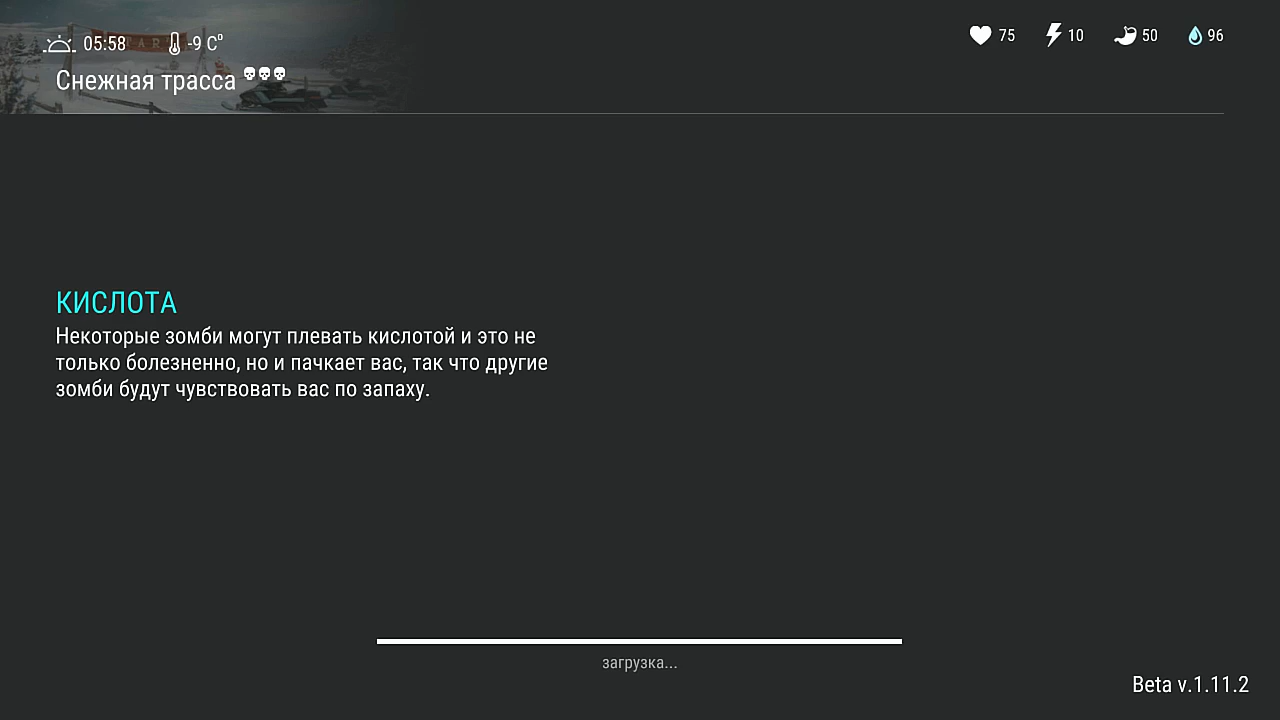 05:58
-9 Cº
75
10
50
96
Снежная трасса
КИСЛОТА
Некоторые зомби могут плевать кислотой и это не
только болезненно, но и пачкает вас, так что другие
зомби будут чувствовать вас по запаху.
загрузка...
Beta v.1.11.2